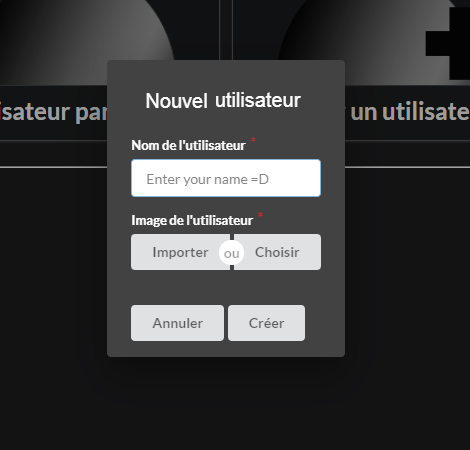 isateur par
un utilisate
Nouvel utilisateur
Nom de l'utilisateur *
Enter your name =D
Image de l'utilisateur *
Importer ou Choisir
Annuler Créer